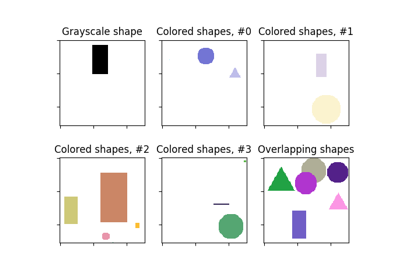 Grayscale shape
Colored shapes, #0
Colored shapes, #1
Colored shapes, #2
Colored shapes, #3
Overlapping shapes